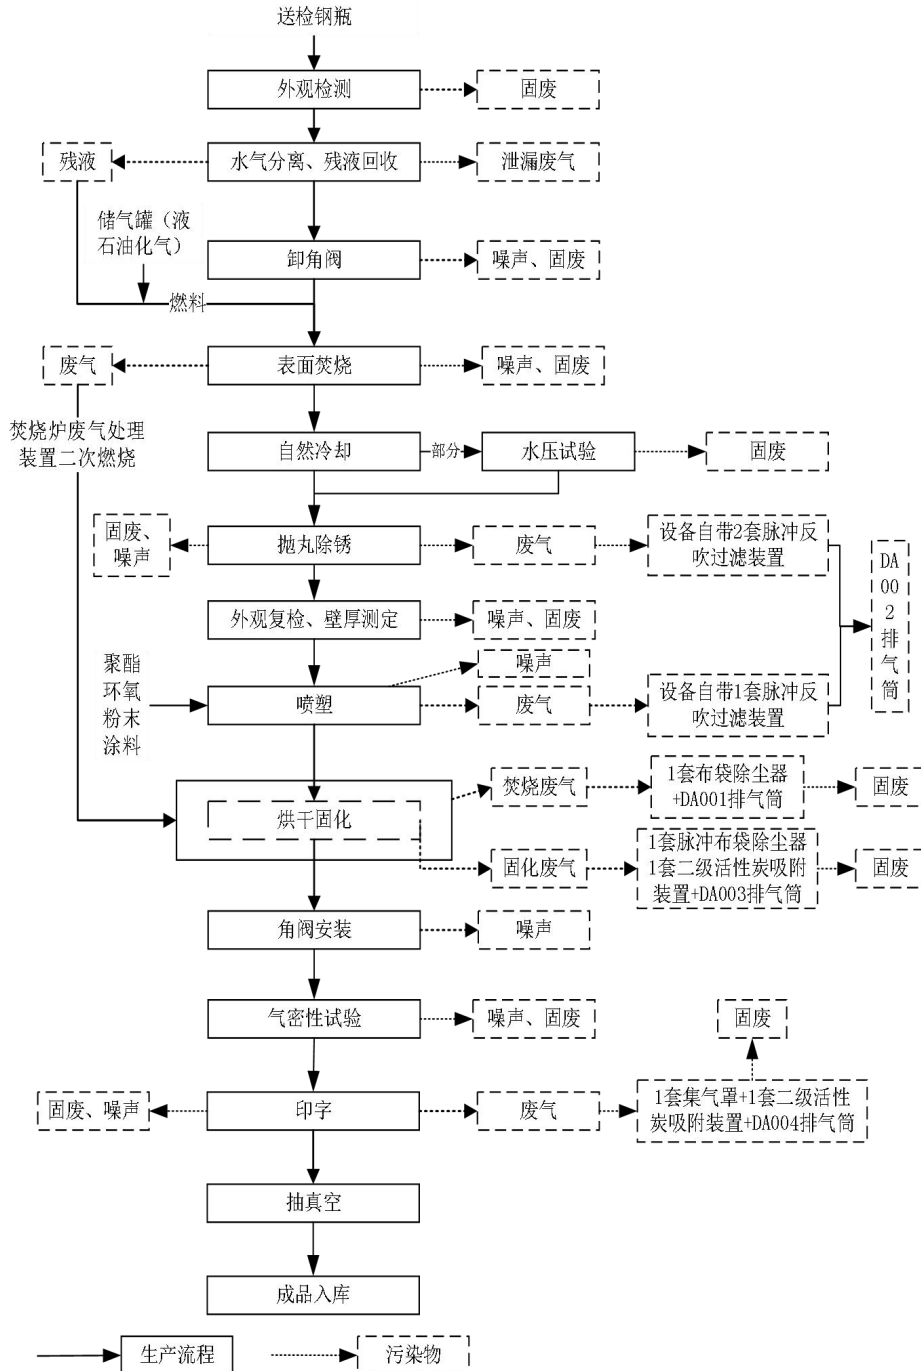 送检钢瓶
外观检测
固废
残液
水气分离、残液回收
泄漏废气
储气罐（液
石油化气）
卸角阀
噪声、固废
燃料
废气
表面焚烧
噪声、固废
焚烧炉废气处理
装置二次燃烧
自然冷却
部分
水压试验
固废
固废、
噪声
抛丸除锈
废气
设备自带2套脉冲反
吹过滤装置
DA
00
2
排
气
筒
外观复检、壁厚测定
噪声、固废
聚酯
环氧
粉末
涂料
喷塑
噪声
废气
设备自带1套脉冲反
吹过滤装置
烘干固化
焚烧废气
1套布袋除尘器
+DA001排气筒
固废
固化废气
1套脉冲布袋除尘器
1套二级活性炭吸附
装置+DA003排气筒
固废
角阀安装
噪声
气密性试验
噪声、固废
固废
固废、噪声
印字
废气
1套集气罩+1套二级活性
炭吸附装置+DA004排气筒
抽真空
成品入库
生产流程
污染物